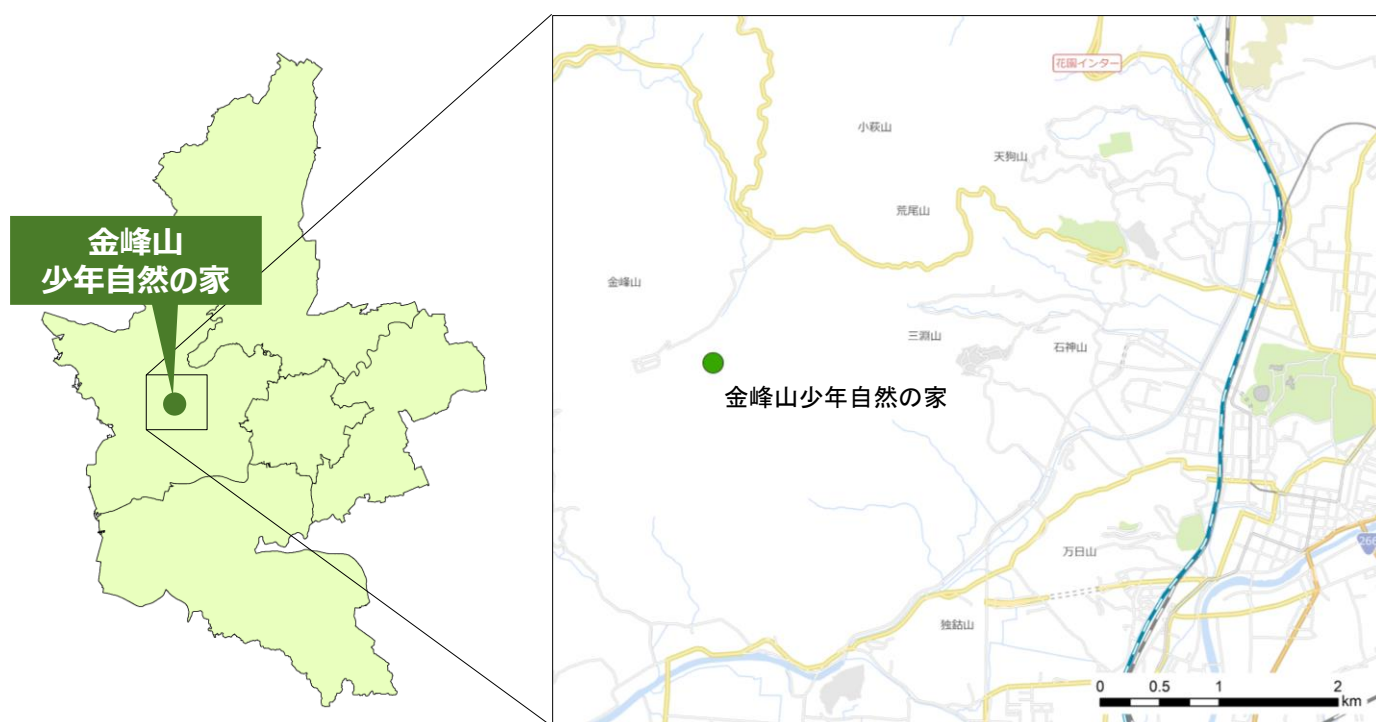 金峰山
少年自然の家
花園インター
小萩山
天狗山
荒尾山
金峰山
三淵山
石神山
金峰山少年自然の家
万日山
266
独鈷山
0 0.5 1 2
km